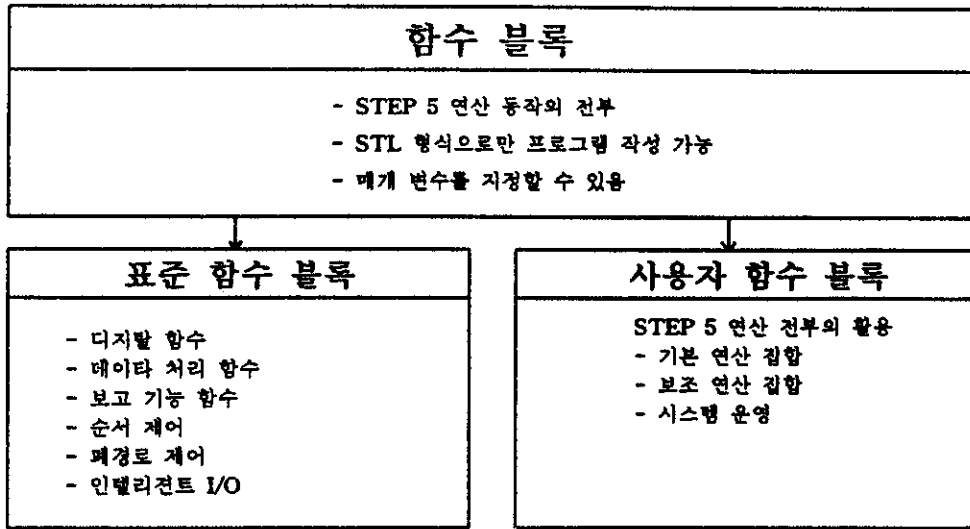 함수 블록
- STEP 5 연산 동작의 전부
- STL 형식으로만 프로그램 작성 가능
- 매개 변수를 지정할 수 있음
표준 함수 블록
- 디지탈 함수
- 데이타 처리 함수
- 보고 기능 함수
- 순서 제어
- 폐경로 제어
- 인텔리젼트 I/O
사용자 함수 블록
STEP 5 연산 전부의 활용
- 기본 연산 집합
- 보조 연산 집합
- 시스템 운영